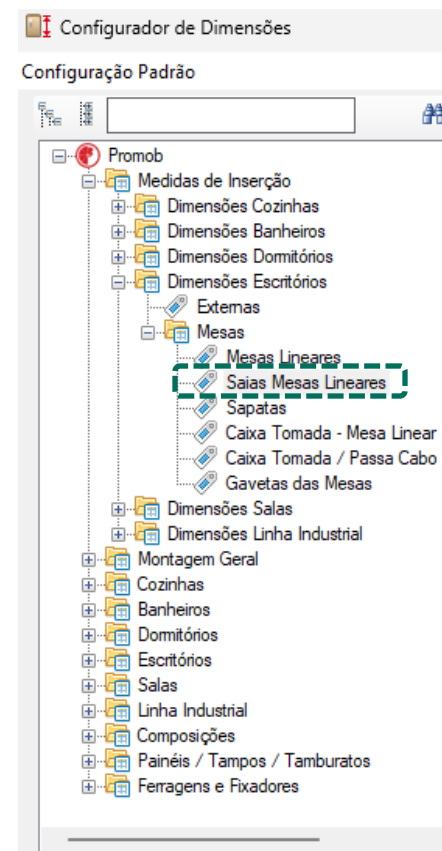 Configurador de Dimensões
Configuração Padrão
Promob
Medidas de Inserção
Dimensões Cozinhas
Dimensões Banheiros
Dimensões Dormitórios
Dimensões Escritórios
Externas
Mesas
Mesas Lineares
Saias Mesas Lineares
Sapatas
Caixa Tomada - Mesa Linear
Caixa Tomada / Passa Cabo
Gavetas das Mesas
Dimensões Salas
Dimensões Linha Industrial
Montagem Geral
Cozinhas
Banheiros
Dormitórios
Escritórios
Salas
Linha Industrial
Composições
Painéis / Tampos / Tamburatos
Ferragens e Fixadores